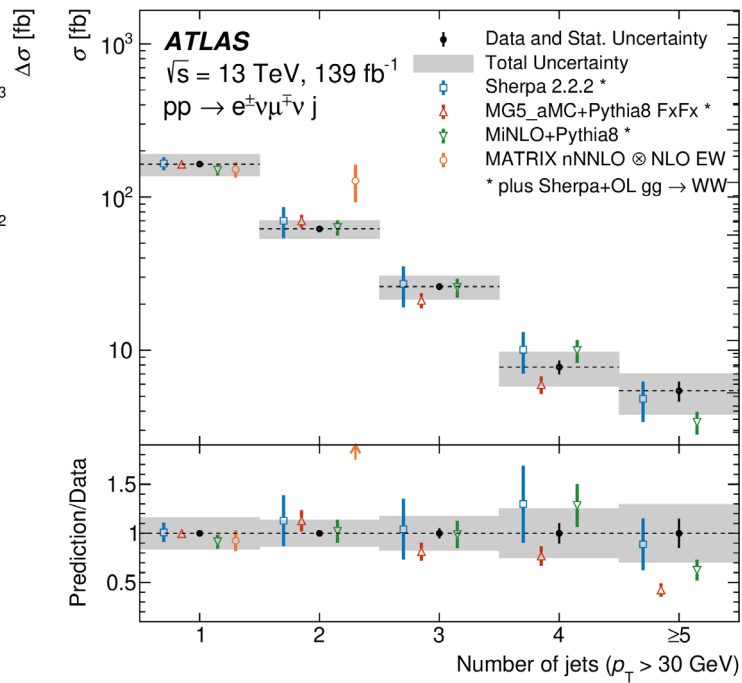 Δσ [fb]
3
2
σ [fb]
10³
10²
10
ATLAS
√s = 13 TeV, 139 fb⁻¹
pp → e±νμ∓ν j
Data and Stat. Uncertainty
Total Uncertainty
Sherpa 2.2.2 *
MG5_aMC+Pythia8 FxFx *
MiNLO+Pythia8 *
MATRIX nNNLO ⊗ NLO EW
* plus Sherpa+OL gg → WW
Prediction/Data
1.5
1
0.5
1 2 3 4 ≥5
Number of jets (p_T > 30 GeV)